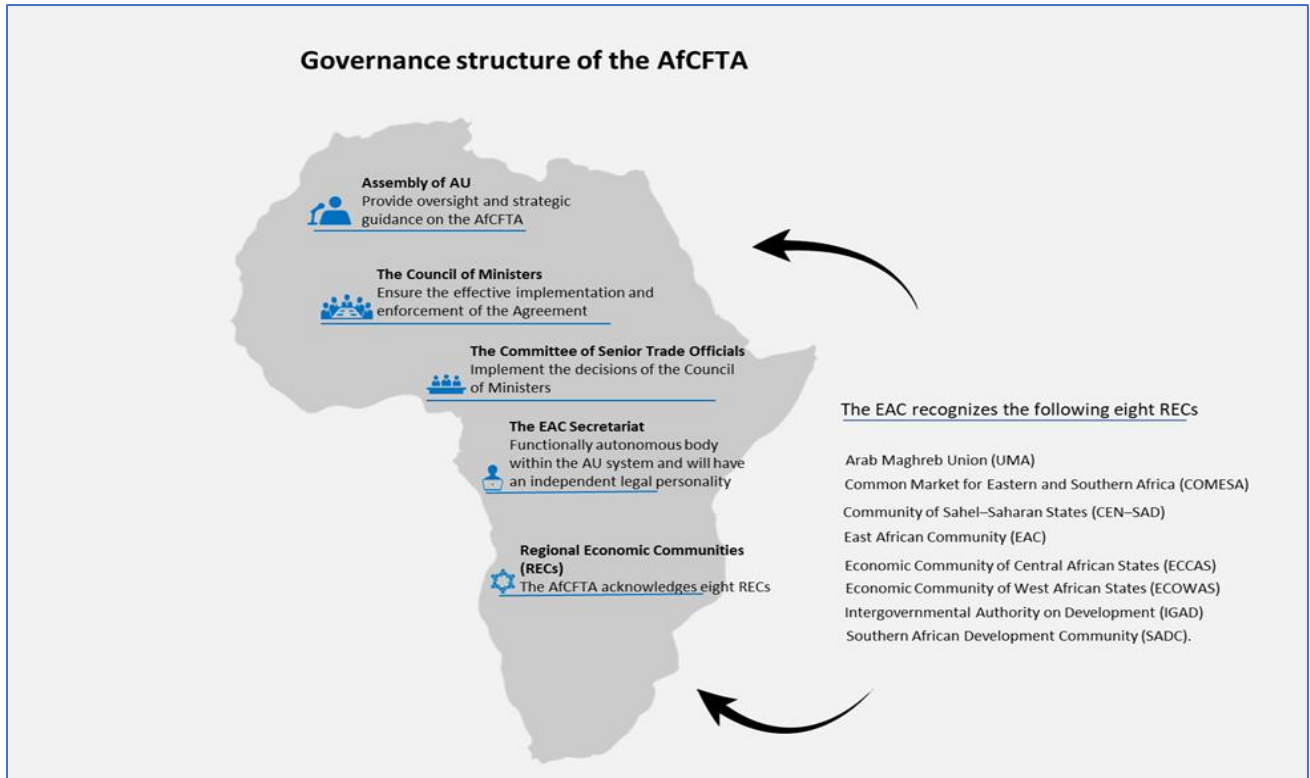 Governance structure of the AfCFTA
Assembly of AU
Provide oversight and strategic
guidance on the AfCFTA
The Council of Ministers
Ensure the effective implementation and
enforcement of the Agreement
The Committee of Senior Trade Officials
Implement the decisions of the Council
of Ministers
The EAC Secretariat
Functionally autonomous body
within the AU system and will have
an independent legal personality
Regional Economic Communities
(RECs)
The AfCFTA acknowledges eight RECs
The EAC recognizes the following eight RECs
Arab Maghreb Union (UMA)
Common Market for Eastern and Southern Africa (COMESA)
Community of Sahel–Saharan States (CEN–SAD)
East African Community (EAC)
Economic Community of Central African States (ECCAS)
Economic Community of West African States (ECOWAS)
Intergovernmental Authority on Development (IGAD)
Southern African Development Community (SADC).